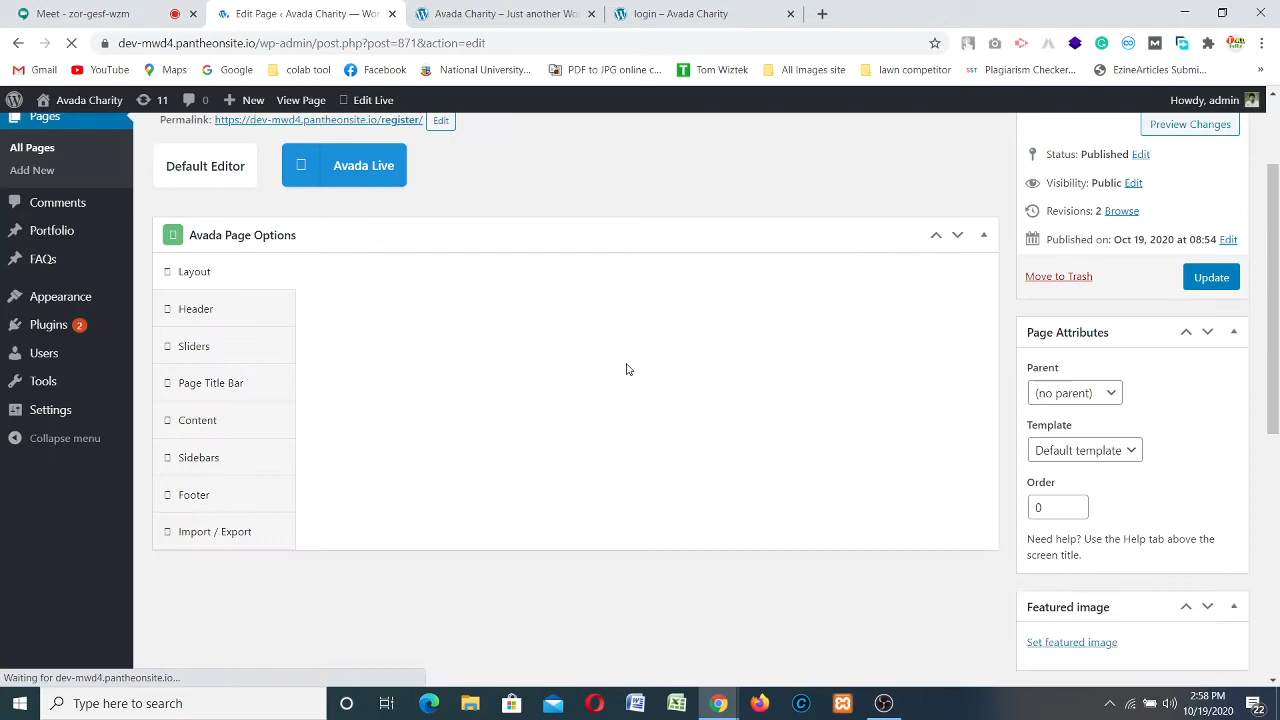 Meet – zor-gesf-wzm
Edit Page ‹ Avada Charity — Wor
Avada Charity – Just another Wo
login – Avada Charity
dev-mwd4.pantheonsite.io/wp-admin/post.php?post=871&action=edit
Gmail
YouTube
Maps
Google
colab tool
Facebook
National University...
PDF to JPG online c...
Tom Wiztek
All Images site
lawn competitor
Plagiarism Checker...
EzineArticles Submi...
Avada Charity
11
0
New
View Page
Edit Live
Howdy, admin
Pages
All Pages
Add New
Comments
Portfolio
FAQs
Appearance
Plugins 2
Users
Tools
Settings
Collapse menu
Permalink: https://dev-mwd4.pantheonsite.io/register/ Edit
Default Editor
Avada Live
Avada Page Options
Layout
Header
Sliders
Page Title Bar
Content
Sidebars
Footer
Import / Export
Preview Changes
Status: Published Edit
Visibility: Public Edit
Revisions: 2 Browse
Published on: Oct 19, 2020 at 08:54 Edit
Move to Trash
Update
Page Attributes
Parent
(no parent)
Template
Default template
Order
0
Need help? Use the Help tab above the
screen title.
Featured image
Set featured image
Waiting for dev-mwd4.pantheonsite.io...
Type here to search
2:58 PM
10/19/2020
22